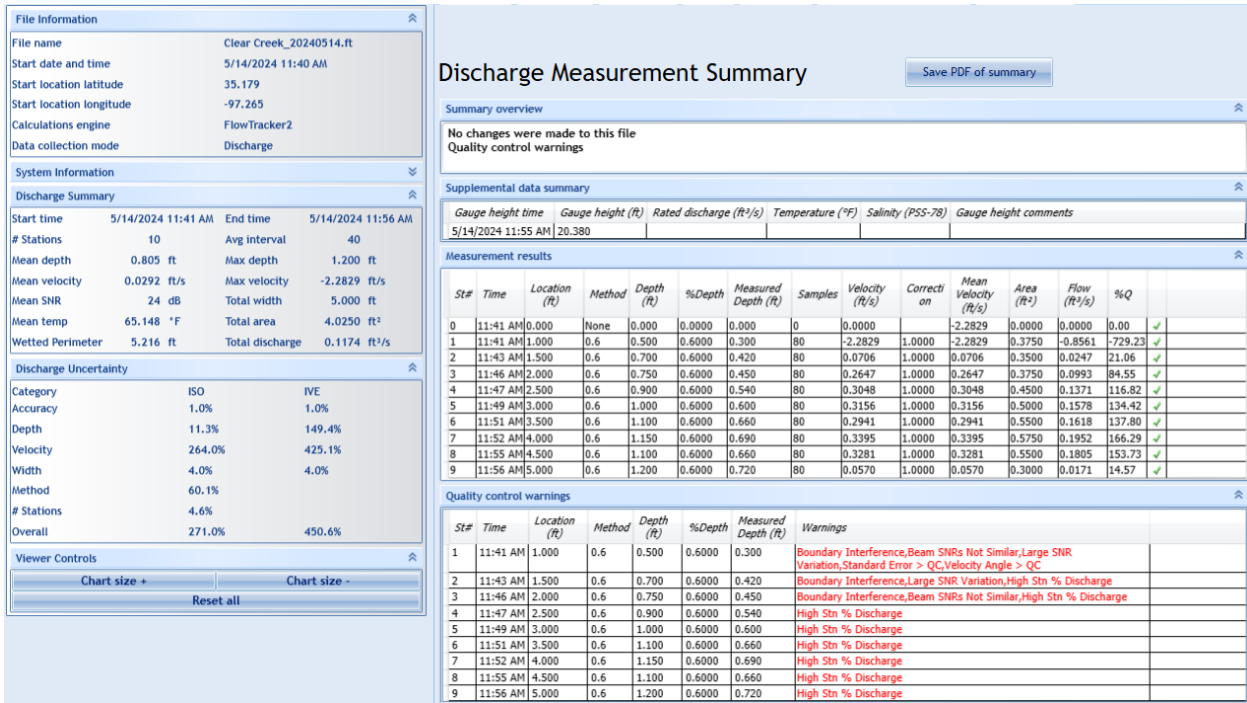 File Information
File name Clear Creek_20240514.ft
Start date and time 5/14/2024 11:40 AM
Start location latitude 35.179
Start location longitude -97.265
Calculations engine FlowTracker2
Data collection mode Discharge
System Information
Discharge Summary
Start time 5/14/2024 11:41 AM End time 5/14/2024 11:56 AM
# Stations 10 Avg interval 40
Mean depth 0.805 ft Max depth 1.200 ft
Mean velocity 0.0292 ft/s Max velocity -2.2829 ft/s
Mean SNR 24 dB Total width 5.000 ft
Mean temp 65.148 °F Total area 4.0250 ft²
Wetted Perimeter 5.216 ft Total discharge 0.1174 ft³/s
Discharge Uncertainty
Category ISO IVE
Accuracy 1.0% 1.0%
Depth 11.3% 149.4%
Velocity 264.0% 425.1%
Width 4.0% 4.0%
Method 60.1%
# Stations 4.6%
Overall 271.0% 450.6%
Viewer Controls
Chart size + Chart size -
Reset all
Discharge Measurement Summary
Save PDF of summary
Summary overview
No changes were made to this file
Quality control warnings
Supplemental data summary
Gauge height time Gauge height (ft) Rated discharge (ft³/s) Temperature (°F) Salinity (PSS-78) Gauge height comments
5/14/2024 11:55 AM 20.380
Measurement results
St# Time Location (ft) Method Depth (ft) %Depth Measured Depth (ft) Samples Velocity (ft/s) Correcti on Mean Velocity (ft/s) Area (ft²) Flow (ft³/s) %Q
0 11:41 AM 0.000 None 0.000 0.0000 0.000 0 0.0000 -2.2829 0.0000 0.0000 0.00
1 11:41 AM 1.000 0.6 0.500 0.6000 0.300 80 -2.2829 1.0000 -2.2829 0.3750 -0.8561 -729.23
2 11:43 AM 1.500 0.6 0.700 0.6000 0.420 80 0.0706 1.0000 0.0706 0.3500 0.0247 21.06
3 11:46 AM 2.000 0.6 0.750 0.6000 0.450 80 0.2647 1.0000 0.2647 0.3750 0.0993 84.55
4 11:47 AM 2.500 0.6 0.900 0.6000 0.540 80 0.3048 1.0000 0.3048 0.4500 0.1371 116.82
5 11:49 AM 3.000 0.6 1.000 0.6000 0.600 80 0.3156 1.0000 0.3156 0.5000 0.1578 134.42
6 11:51 AM 3.500 0.6 1.100 0.6000 0.660 80 0.2941 1.0000 0.2941 0.5500 0.1618 137.80
7 11:52 AM 4.000 0.6 1.150 0.6000 0.690 80 0.3395 1.0000 0.3395 0.5750 0.1952 166.29
8 11:55 AM 4.500 0.6 1.100 0.6000 0.660 80 0.3281 1.0000 0.3281 0.5500 0.1805 153.73
9 11:56 AM 5.000 0.6 1.200 0.6000 0.720 80 0.0570 1.0000 0.0570 0.3000 0.0171 14.57
Quality control warnings
St# Time Location (ft) Method Depth (ft) %Depth Measured Depth (ft) Warnings
1 11:41 AM 1.000 0.6 0.500 0.6000 0.300 Boundary Interference,Beam SNRs Not Similar,Large SNR
Variation,Standard Error > QC,Velocity Angle > QC
2 11:43 AM 1.500 0.6 0.700 0.6000 0.420 Boundary Interference,Large SNR Variation,High Stn % Discharge
3 11:46 AM 2.000 0.6 0.750 0.6000 0.450 Boundary Interference,Beam SNRs Not Similar,High Stn % Discharge
4 11:47 AM 2.500 0.6 0.900 0.6000 0.540 High Stn % Discharge
5 11:49 AM 3.000 0.6 1.000 0.6000 0.600 High Stn % Discharge
6 11:51 AM 3.500 0.6 1.100 0.6000 0.660 High Stn % Discharge
7 11:52 AM 4.000 0.6 1.150 0.6000 0.690 High Stn % Discharge
8 11:55 AM 4.500 0.6 1.100 0.6000 0.660 High Stn % Discharge
9 11:56 AM 5.000 0.6 1.200 0.6000 0.720 High Stn % Discharge